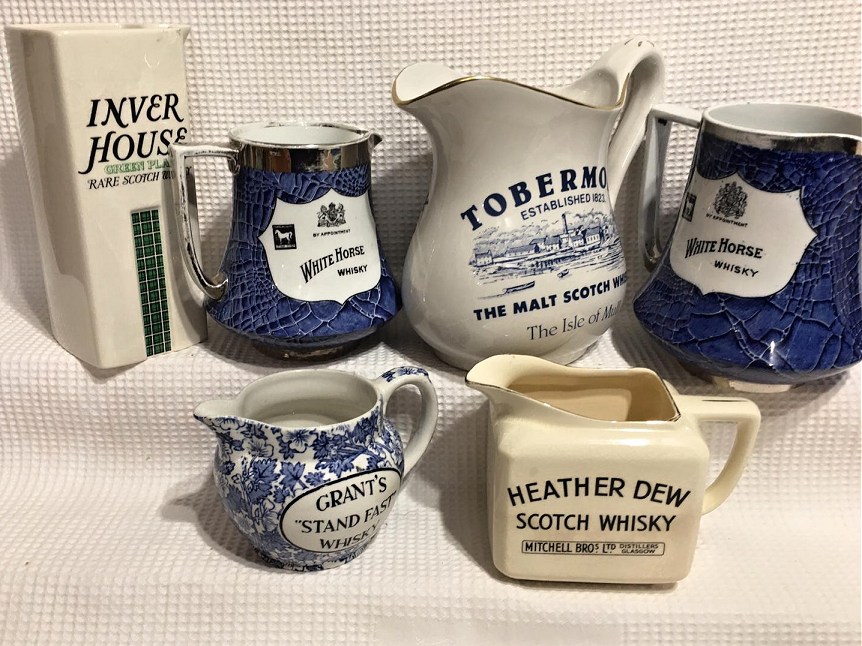 INVER
HOUSE
GREEN PLA
RARE SCOTCH
BY APPOINTMENT
WHITE HORSE
WHISKY
TOBERMO
ESTABLISHED 1823
THE MALT SCOTCH WHIS
The Isle of Mull
BY APPOINTMENT
WHITE HORSE
WHISKY
GRANT'S
"STAND FAST"
WHISKY
HEATHER DEW
SCOTCH WHISKY
MITCHELL BROS LTD DISTILLERS GLASGOW